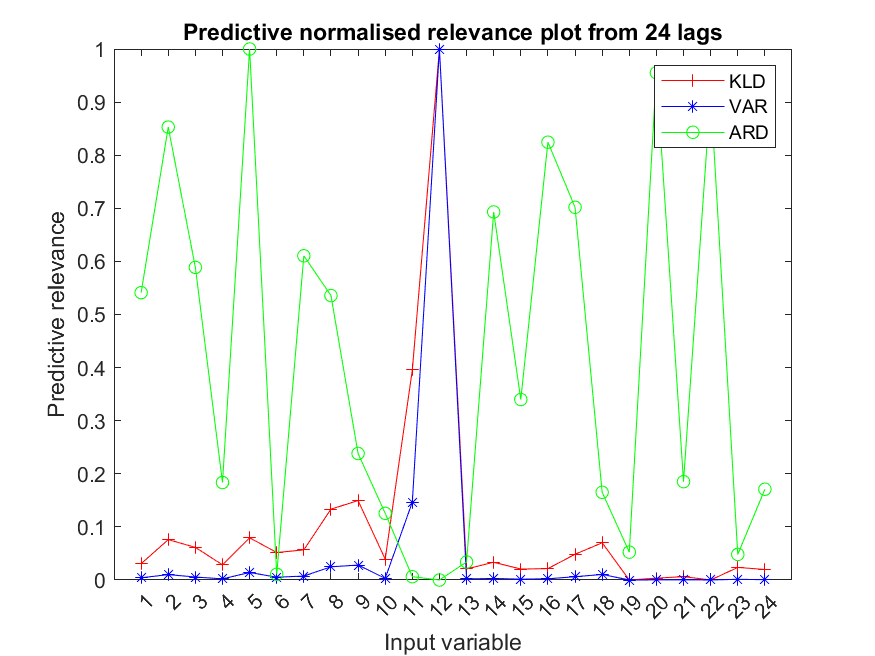 Predictive normalised relevance plot from 24 lags
KLD
VAR
ARD
Predictive relevance
1
0.9
0.8
0.7
0.6
0.5
0.4
0.3
0.2
0.1
0
1 2 3 4 5 6 7 8 9 10 11 12 13 14 15 16 17 18 19 20 21 22 23 24
Input variable